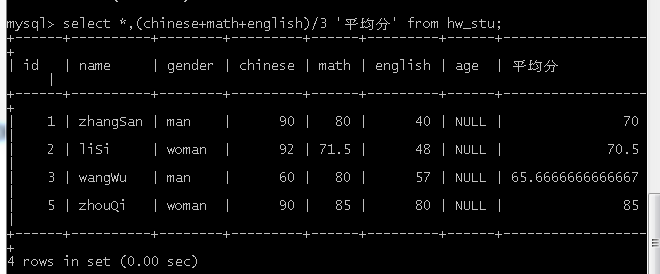 mysql> select *,(chinese+math+english)/3 '平均分' from hw_stu;
+------+----------+--------+---------+------+---------+------+------------------
+
| id   | name     | gender | chinese | math | english | age  | 平均分
     |
+------+----------+--------+---------+------+---------+------+------------------
+
|    1 | zhangSan | man    |      90 |   80 |      40 | NULL |               70
|
|    2 | liSi     | woman  |      92 | 71.5 |      48 | NULL |             70.5
|
|    3 | wangWu   | man    |      60 |   80 |      57 | NULL | 65.6666666666667
|
|    5 | zhouQi   | woman  |      90 |   85 |      80 | NULL |               85
|
+------+----------+--------+---------+------+---------+------+------------------
+
4 rows in set (0.00 sec)